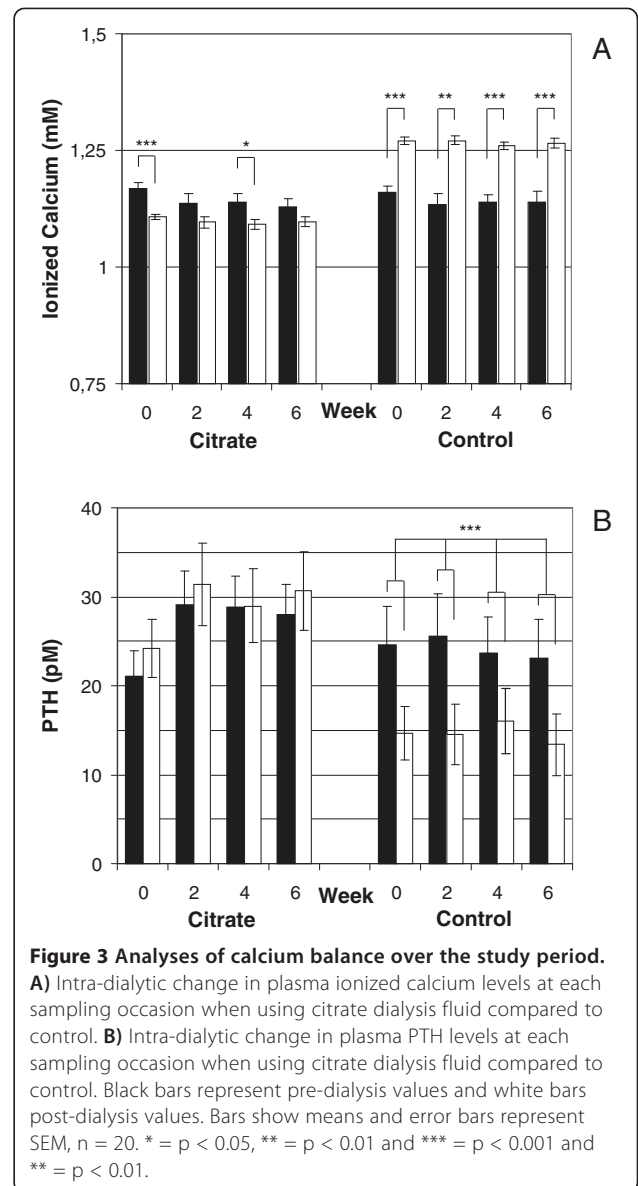 A
1,5
1,25
1
0,75
Ionized Calcium (mM)
*** * *** ** *** ***
0 2 4 6 Week 0 2 4 6
Citrate Control
B
40
30
20
10
0
PTH (pM)
***
0 2 4 6 Week 0 2 4 6
Citrate Control
Figure 3 Analyses of calcium balance over the study period.
A) Intra-dialytic change in plasma ionized calcium levels at each
sampling occasion when using citrate dialysis fluid compared to
control. B) Intra-dialytic change in plasma PTH levels at each
sampling occasion when using citrate dialysis fluid compared to
control. Black bars represent pre-dialysis values and white bars
post-dialysis values. Bars show means and error bars represent
SEM, n = 20. * = p < 0.05, ** = p < 0.01 and *** = p < 0.001 and
** = p < 0.01.